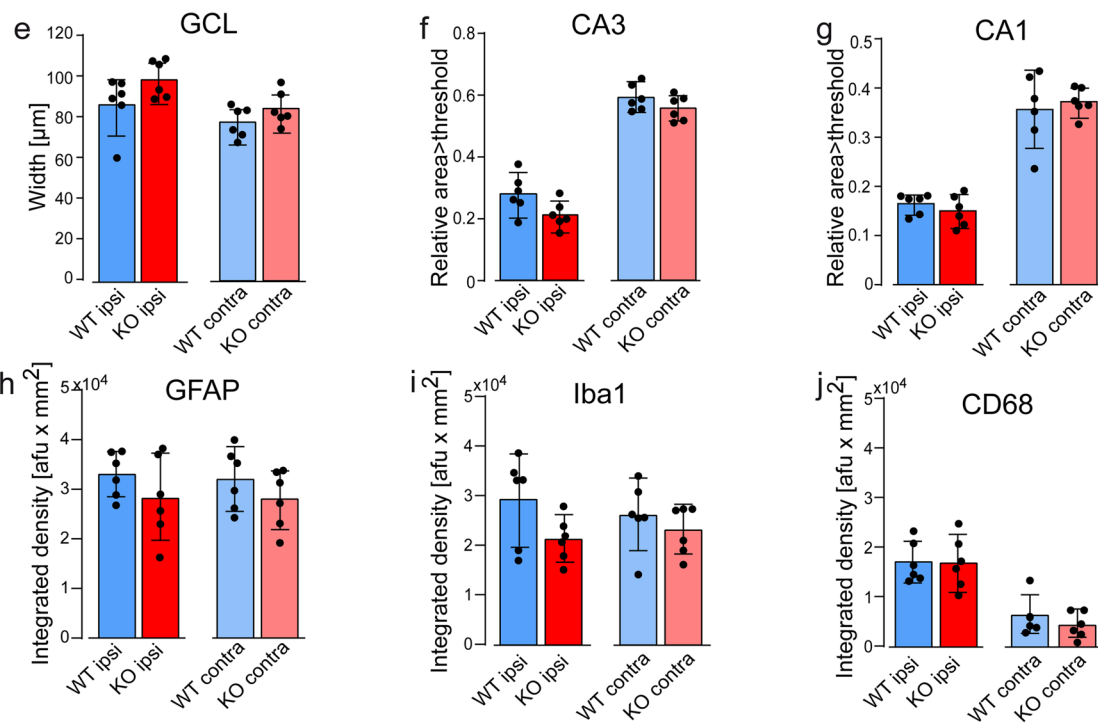 e
GCL
Width [µm]
120
100
80
60
40
20
0
WT ipsi
KO ipsi
WT contra
KO contra
f
CA3
Relative area>threshold
0.8
0.6
0.4
0.2
0
WT ipsi
KO ipsi
WT contra
KO contra
g
CA1
Relative area>threshold
0.5
0.4
0.3
0.2
0.1
0
WT ipsi
KO ipsi
WT contra
KO contra
h
GFAP
Integrated density [afu x mm²]
5x10⁴
4
3
2
1
0
WT ipsi
KO ipsi
WT contra
KO contra
i
Iba1
Integrated density [afu x mm²]
5x10⁴
4
3
2
1
0
WT ipsi
KO ipsi
WT contra
KO contra
j
CD68
Integrated density [afu x mm²]
5x10⁴
4
3
2
1
0
WT ipsi
KO ipsi
WT contra
KO contra